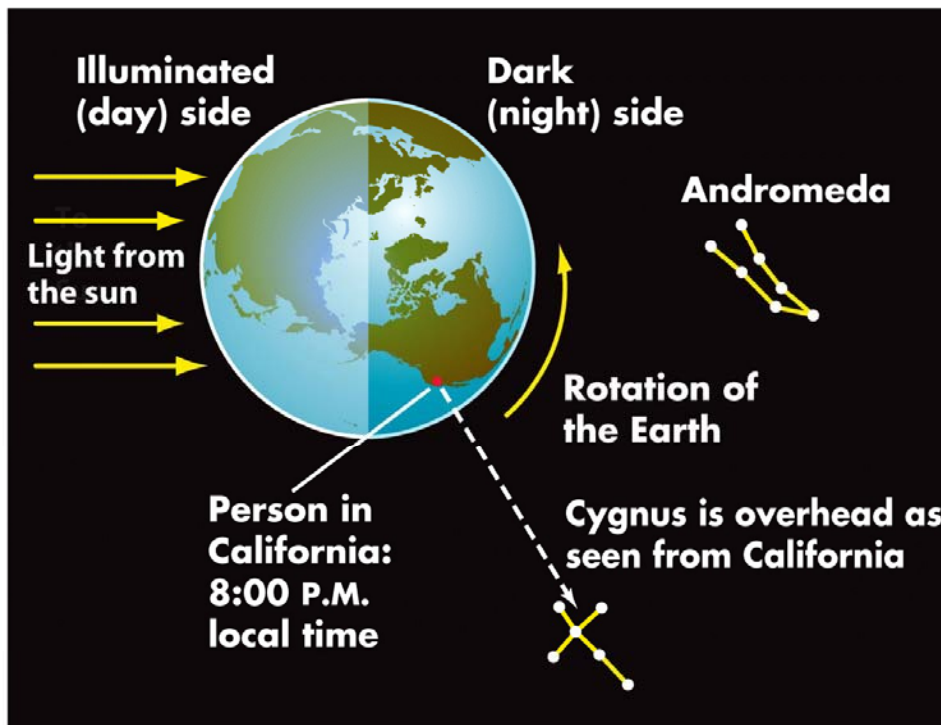 Illuminated
(day) side
Dark
(night) side
Andromeda
To
Light from
the sun
Rotation of
the Earth
Person in
California:
8:00 P.M.
local time
Cygnus is overhead as
seen from California